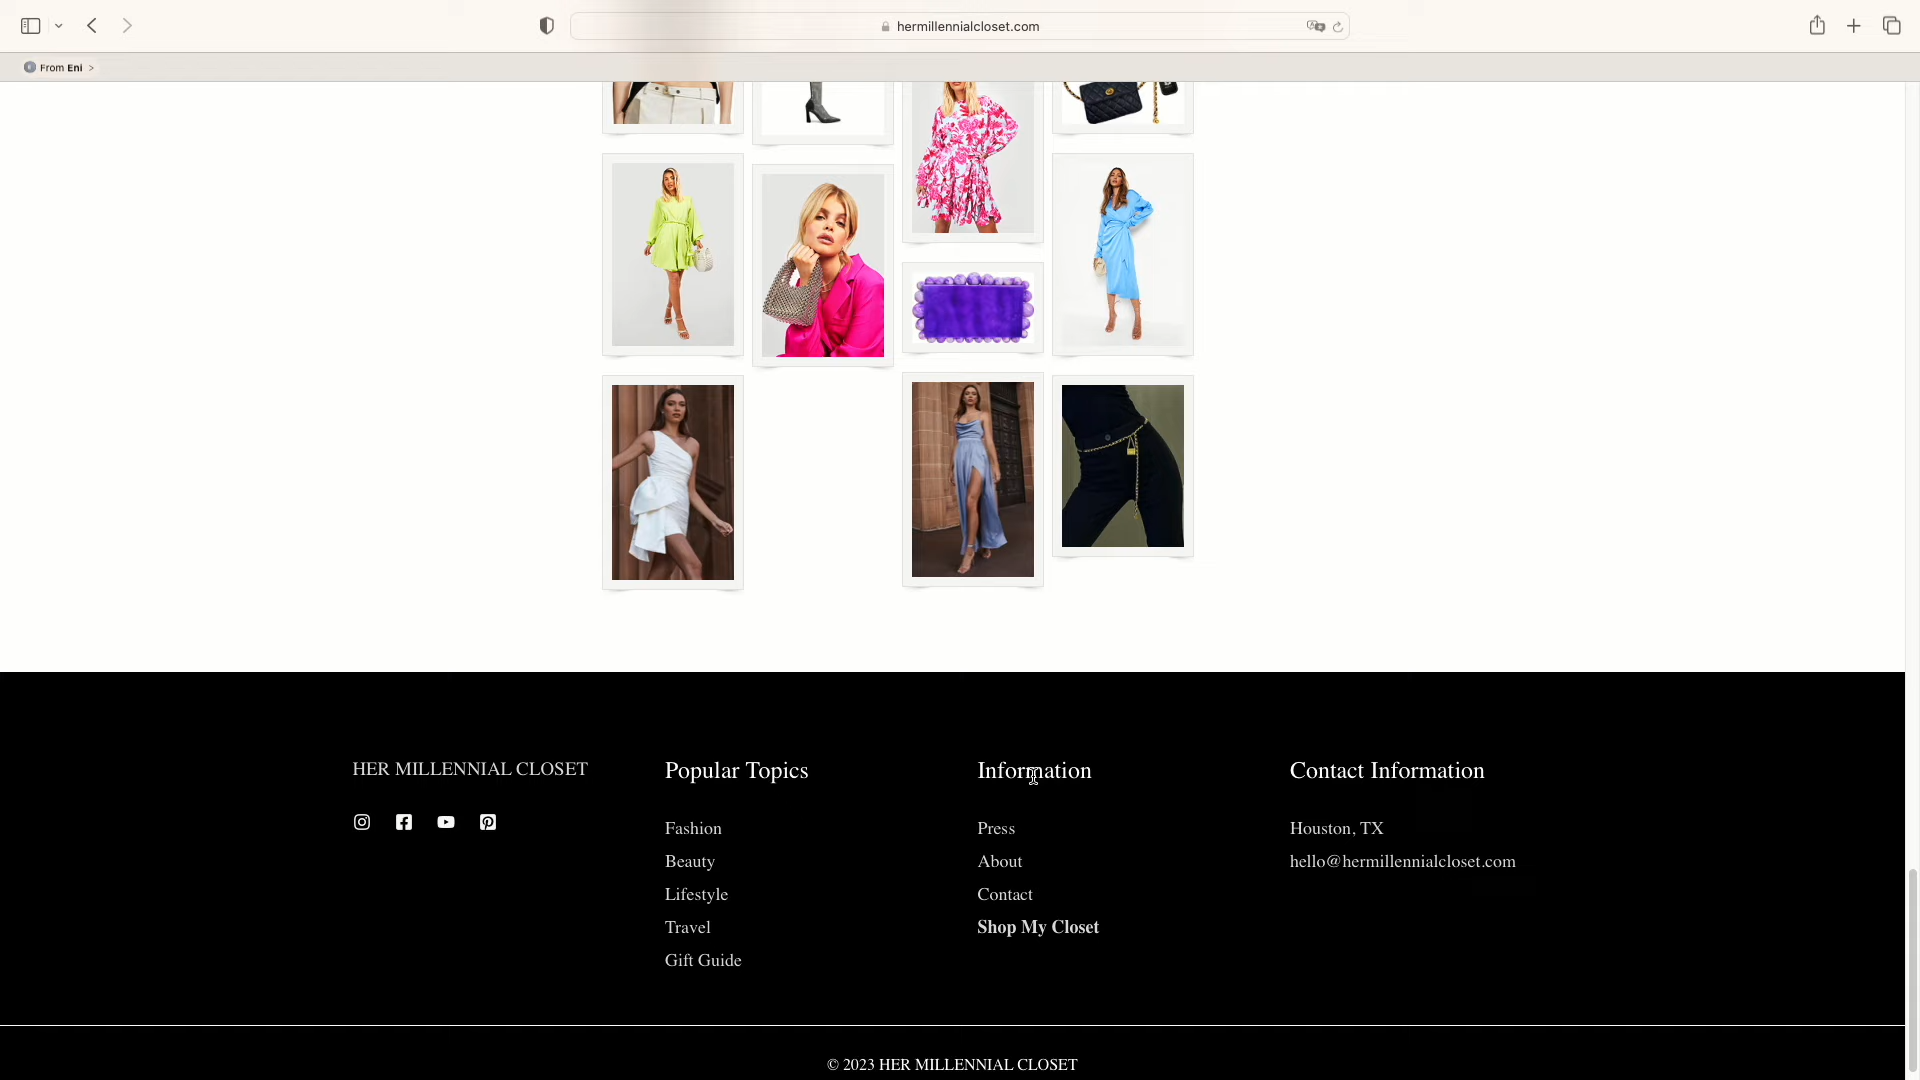 hermillennialcloset.com
From Eni >
HER MILLENNIAL CLOSET
Popular Topics
Fashion
Beauty
Lifestyle
Travel
Gift Guide
Information
Press
About
Contact
Shop My Closet
Contact Information
Houston, TX
hello@hermillennialcloset.com
© 2023 HER MILLENNIAL CLOSET